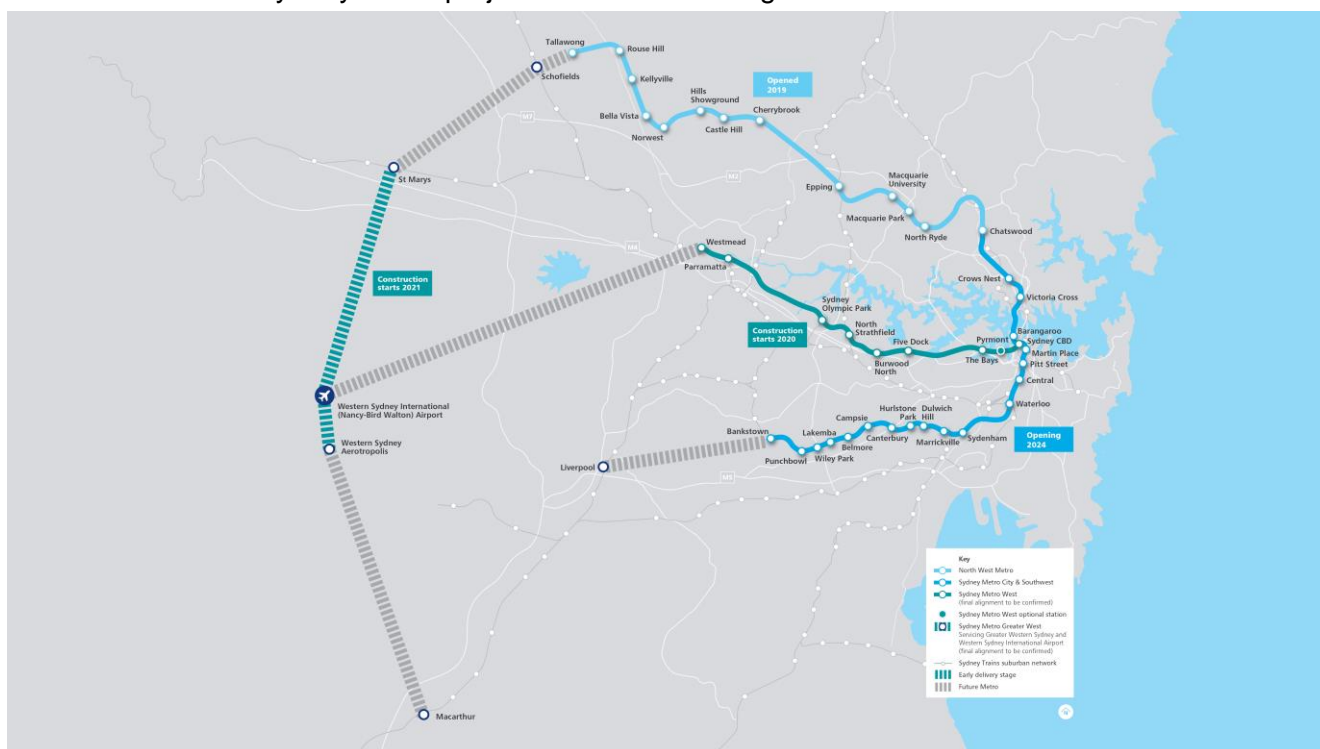 Tallawong
Rouse Hill
Schofields
Kellyville
Opened
2019
Hills
Showground
Cherrybrook
Bella Vista
M7
Castle Hill
Norwest
St Marys
M2
Epping
Macquarie
University
Macquarie Park
North Ryde
Chatswood
Westmead
M4
Parramatta
Construction
starts 2021
Crows Nest
Victoria Cross
Sydney
Olympic Park
North
Strathfield
Construction
starts 2020
Five Dock
Burwood
North
Pyrmont
The Bays
Barangaroo
Sydney CBD
Martin Place
Pitt Street
Central
Waterloo
Western Sydney International
(Nancy-Bird Walton) Airport
Western Sydney
Aerotropolis
Hurlstone
Park
Dulwich
Hill
Campsie
Lakemba
Bankstown
Canterbury
Marrickville
Sydenham
Belmore
Wiley Park
Punchbowl
Opening
2024
Liverpool
M5
Macarthur
Key
North West Metro
Sydney Metro City & Southwest
Sydney Metro West
(final alignment to be confirmed)
Sydney Metro West optional station
Sydney Metro Greater West
Servicing Greater Western Sydney and
Western Sydney International Airport
(final alignment to be confirmed)
Sydney Trains suburban network
Early delivery stage
Future Metro